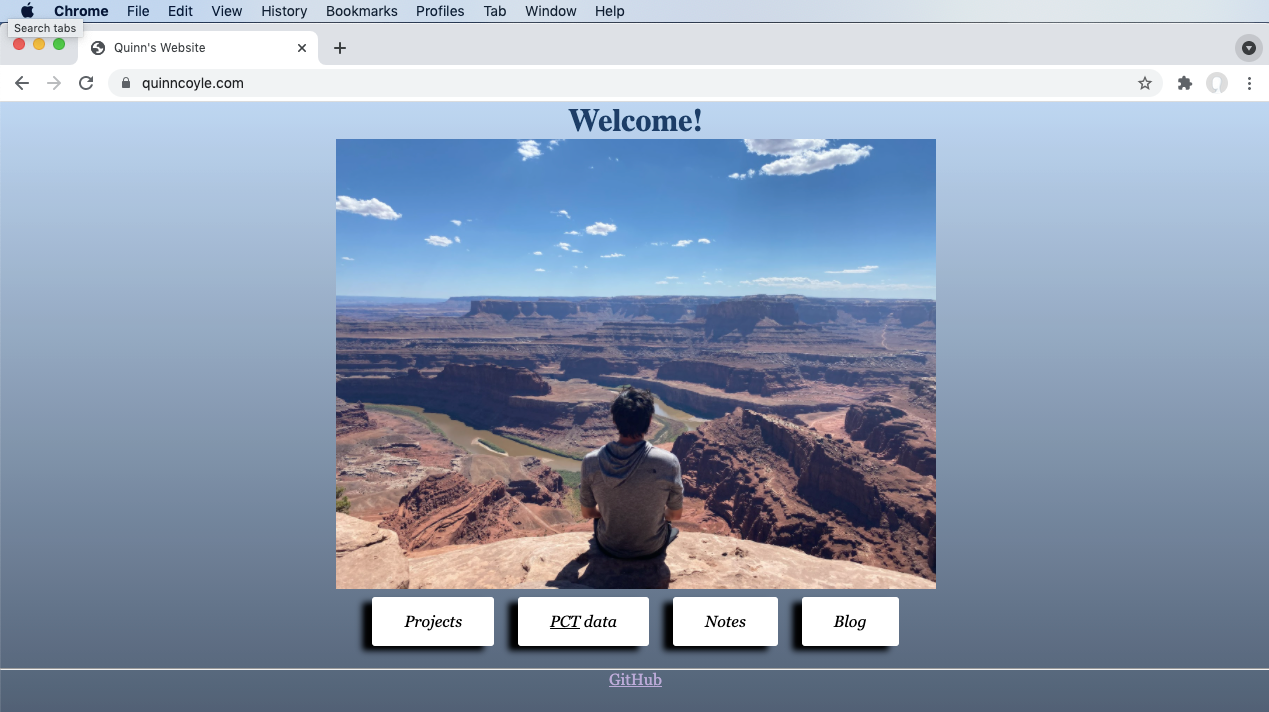 Chrome File Edit View History Bookmarks Profiles Tab Window Help
Search tabs
Quinn's Website
quinncoyle.com
Welcome!
Projects PCT data Notes Blog
GitHub